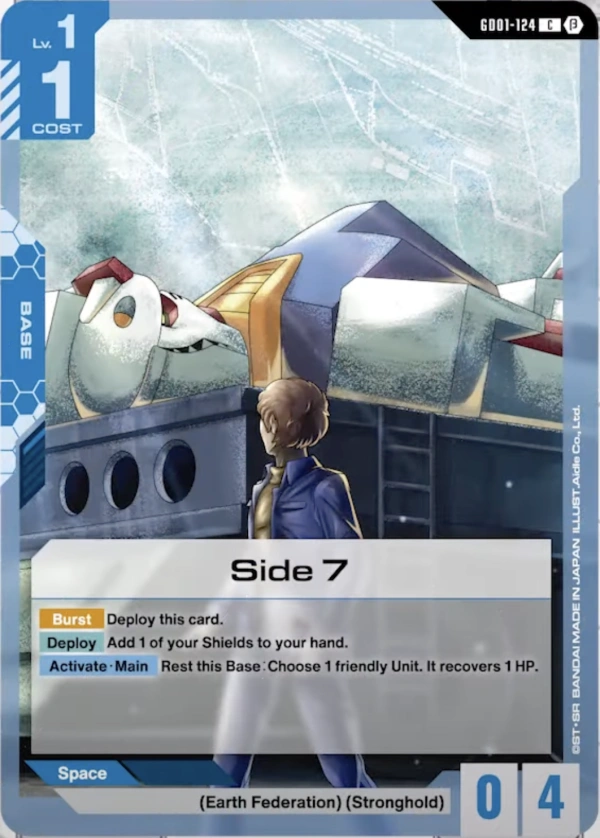 GD01-124 C β
Lv. 1
1
COST
BASE
Side 7
Burst Deploy this card.
Deploy Add 1 of your Shields to your hand.
Activate･Main Rest this Base：Choose 1 friendly Unit. It recovers 1 HP.
Space
(Earth Federation) (Stronghold)
0 4
©ST･SR BANDAI MADE IN JAPAN ILLUST.Aidle Co.,Ltd.